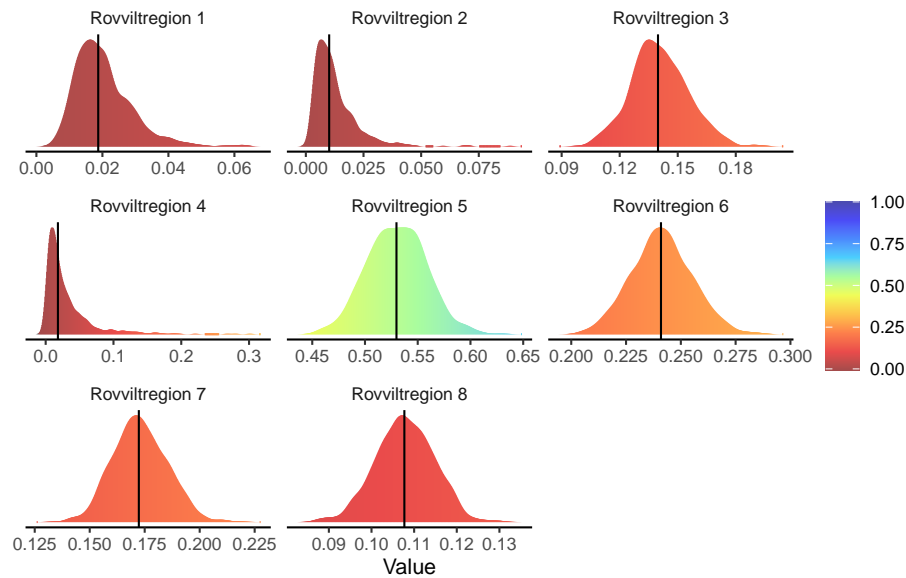 Rovviltregion 1 Rovviltregion 2 Rovviltregion 3
0.00 0.02 0.04 0.06 0.000 0.025 0.050 0.075 0.09 0.12 0.15 0.18
Rovviltregion 4 Rovviltregion 5 Rovviltregion 6
0.0 0.1 0.2 0.3 0.45 0.50 0.55 0.60 0.65 0.200 0.225 0.250 0.275 0.300
1.00
0.75
0.50
0.25
0.00
Rovviltregion 7 Rovviltregion 8
0.125 0.150 0.175 0.200 0.225 0.09 0.10 0.11 0.12 0.13
Value